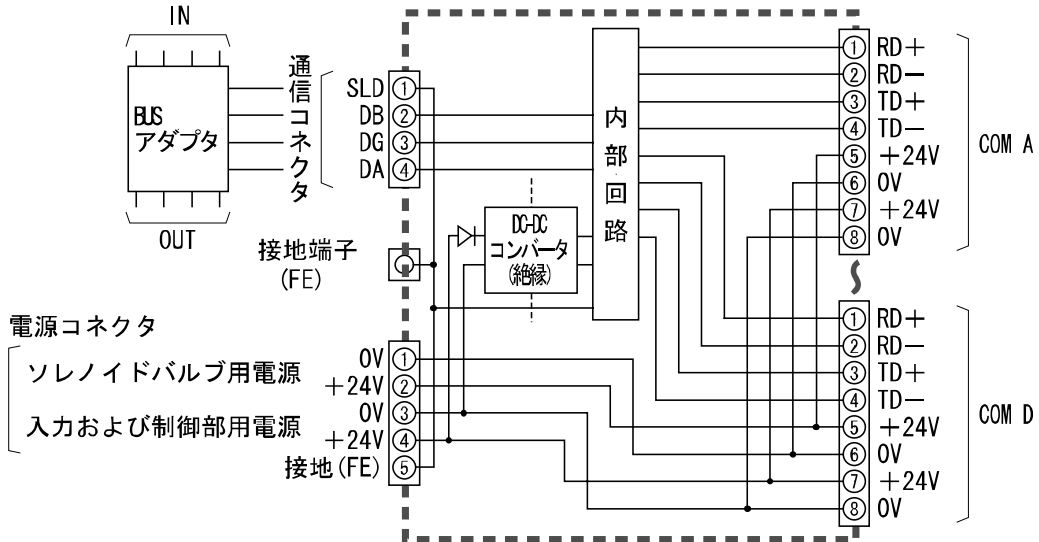 IN
BUS
アダプタ
OUT
通信コネクタ
① SLD
② DB
③ DG
④ DA
接地端子
(FE)
電源コネクタ
ソレノイドバルブ用電源
入力および制御部用電源
0V ①
+24V ②
0V ③
+24V ④
接地(FE) ⑤
DC-DC
コンバータ
(絶縁)
内部回路
① RD+
② RD-
③ TD+
④ TD-
⑤ +24V
⑥ 0V
⑦ +24V
⑧ 0V
COM A
① RD+
② RD-
③ TD+
④ TD-
⑤ +24V
⑥ 0V
⑦ +24V
⑧ 0V
COM D